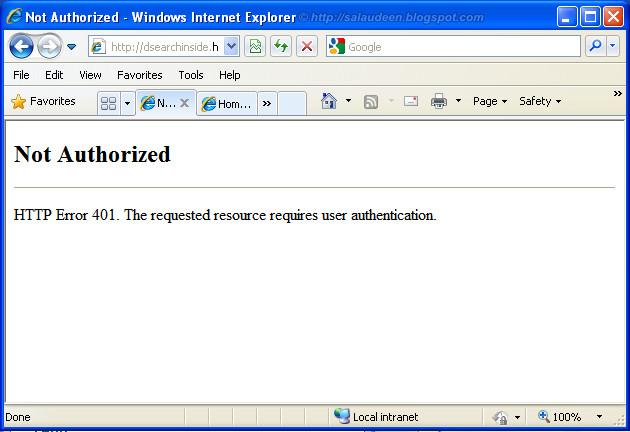 Not Authorized - Windows Internet Explorer © http://salaudeen.blogspot.com
http://dsearchinside.h
Google
File Edit View Favorites Tools Help
Favorites N... Hom... » Page Safety »
Not Authorized
HTTP Error 401. The requested resource requires user authentication.
Done Local intranet 100%